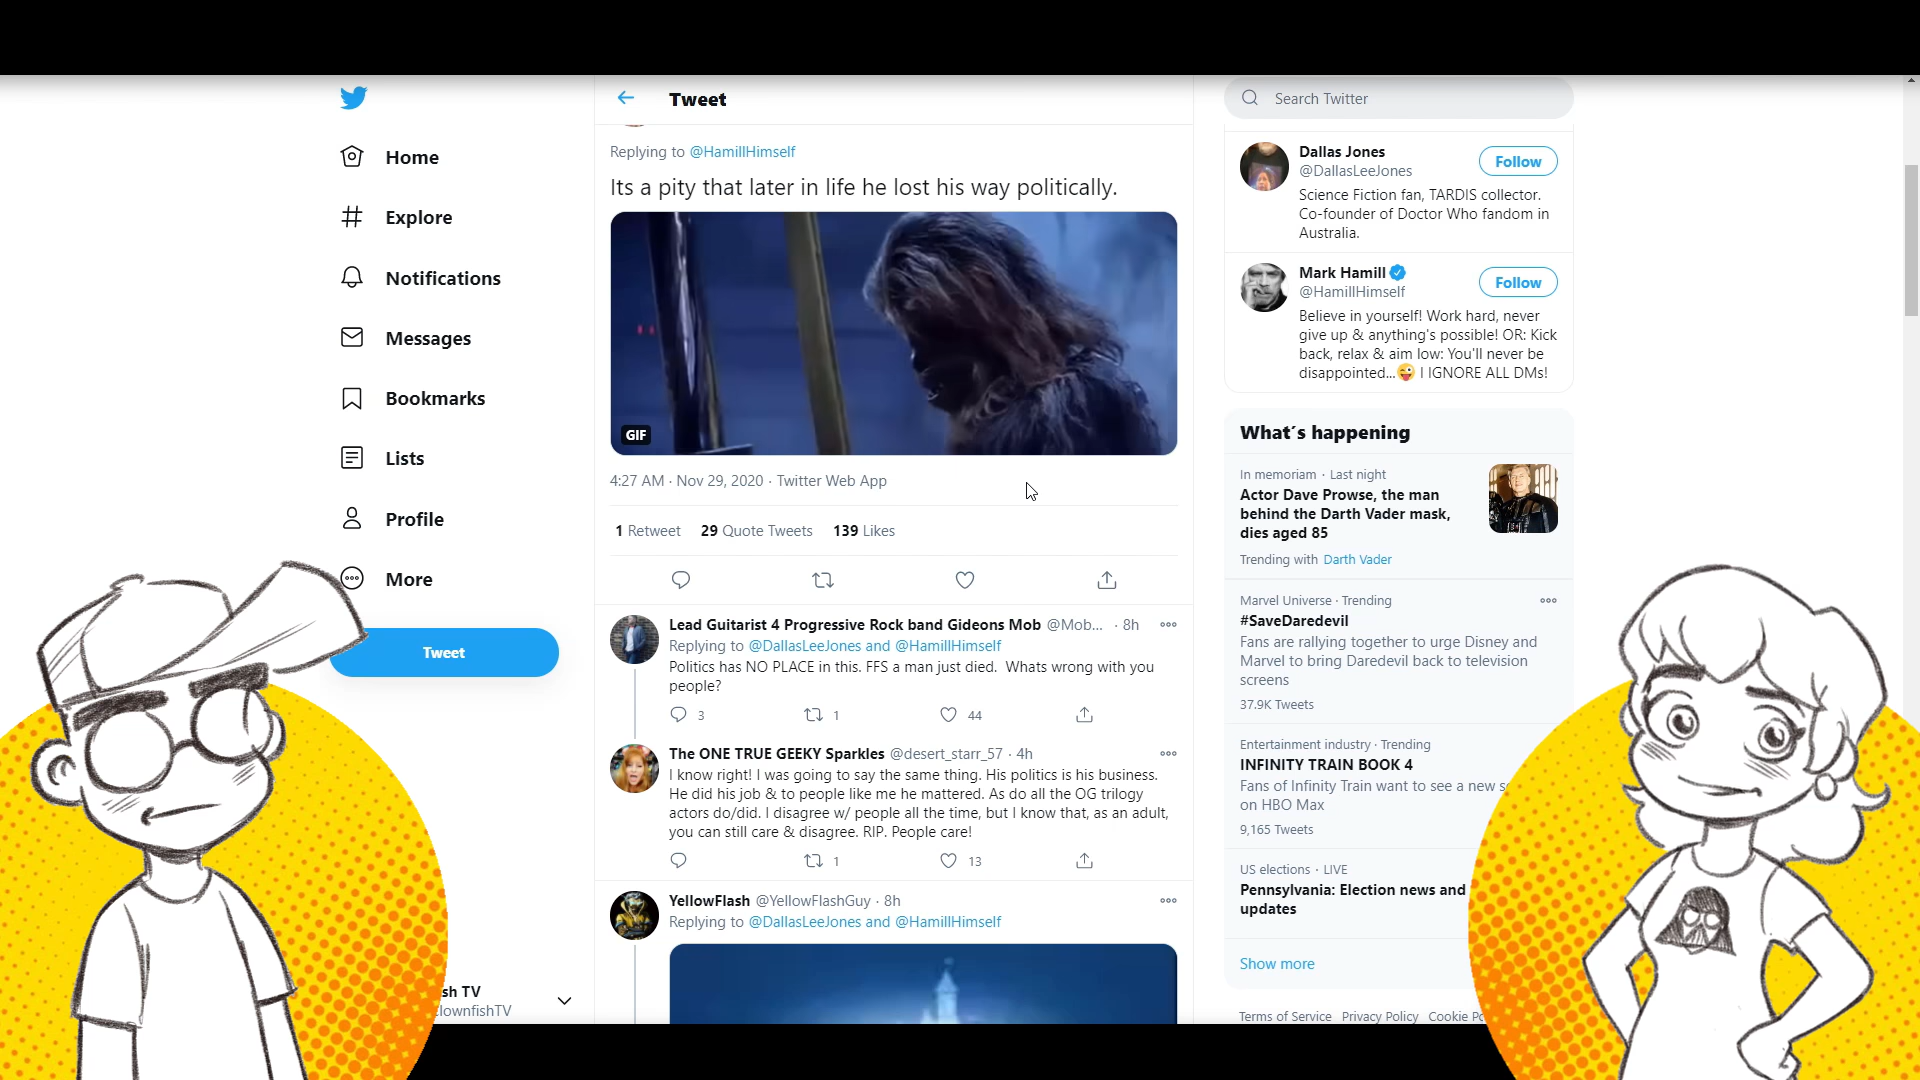 Home
Explore
Notifications
Messages
Bookmarks
Lists
Profile
More
Tweet
sh TV
lownfishTV
Tweet
Replying to @HamillHimself
Its a pity that later in life he lost his way politically.
GIF
4:27 AM · Nov 29, 2020 · Twitter Web App
1 Retweet 29 Quote Tweets 139 Likes
Lead Guitarist 4 Progressive Rock band Gideons Mob @Mob... · 8h
Replying to @DallasLeeJones and @HamillHimself
Politics has NO PLACE in this. FFS a man just died. Whats wrong with you
people?
3 1 44
The ONE TRUE GEEKY Sparkles @desert_starr_57 · 4h
I know right! I was going to say the same thing. His politics is his business.
He did his job & to people like me he mattered. As do all the OG trilogy
actors do/did. I disagree w/ people all the time, but I know that, as an adult,
you can still care & disagree. RIP. People care!
1 13
YellowFlash @YellowFlashGuy · 8h
Replying to @DallasLeeJones and @HamillHimself
Search Twitter
Dallas Jones
@DallasLeeJones
Follow
Science Fiction fan, TARDIS collector.
Co-founder of Doctor Who fandom in
Australia.
Mark Hamill
@HamillHimself
Follow
Believe in yourself! Work hard, never
give up & anything's possible! OR: Kick
back, relax & aim low: You'll never be
disappointed...😜 I IGNORE ALL DMs!
What's happening
In memoriam · Last night
Actor Dave Prowse, the man
behind the Darth Vader mask,
dies aged 85
Trending with Darth Vader
Marvel Universe · Trending
#SaveDaredevil
Fans are rallying together to urge Disney and
Marvel to bring Daredevil back to television
screens
37.9K Tweets
Entertainment industry · Trending
INFINITY TRAIN BOOK 4
Fans of Infinity Train want to see a new
on HBO Max
9,165 Tweets
US elections · LIVE
Pennsylvania: Election news and
updates
Show more
Terms of Service Privacy Policy Cookie